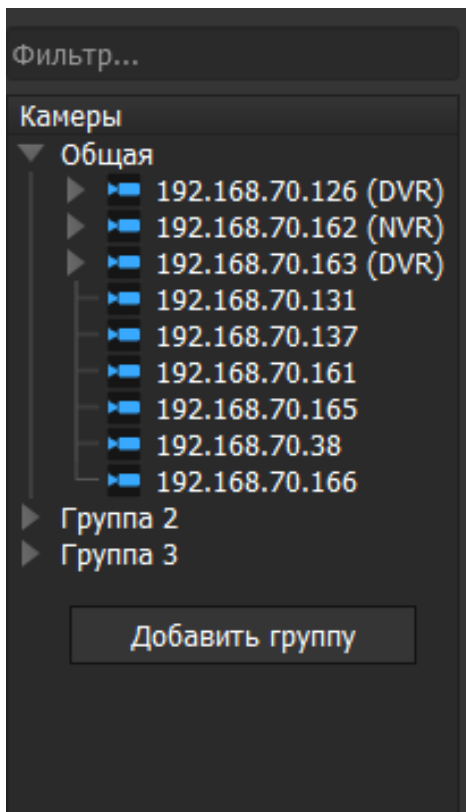 Фильтр...
Камеры
Общая
192.168.70.126 (DVR)
192.168.70.162 (NVR)
192.168.70.163 (DVR)
192.168.70.131
192.168.70.137
192.168.70.161
192.168.70.165
192.168.70.38
192.168.70.166
Группа 2
Группа 3
Добавить группу